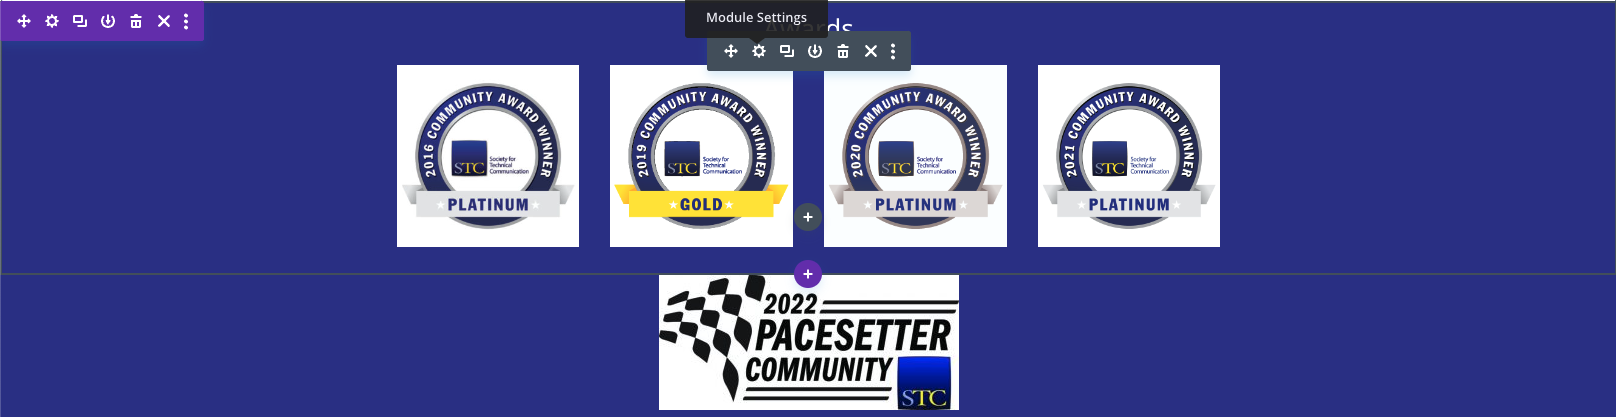 Module Settings
Awards
2016 COMMUNITY AWARD WINNER
STC
Society for
Technical
Communication
PLATINUM
2019 COMMUNITY AWARD WINNER
STC
Society for
Technical
Communication
GOLD
2020 COMMUNITY AWARD WINNER
STC
Society for
Technical
Communication
PLATINUM
2021 COMMUNITY AWARD WINNER
STC
Society for
Technical
Communication
PLATINUM
2022
PACESETTER
COMMUNITY
STC